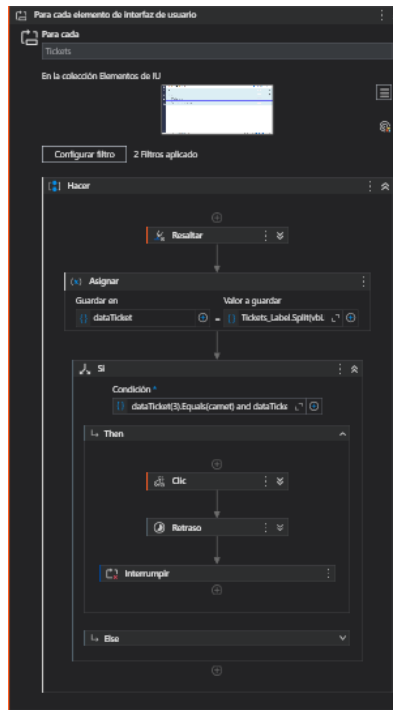 Para cada elemento de interfaz de usuario
Para cada
Tickets
En la colección Elementos de IU
Configurar filtro 2 Filtros aplicado
Hacer
Resaltar
Asignar
Guardar en Valor a guardar
dataTicket = Tickets_Label.Split(vbL
Si
Condición *
dataTicket(3).Equals(carnet) and dataTicke
Then
Clic
Retraso
Interrumpir
Else